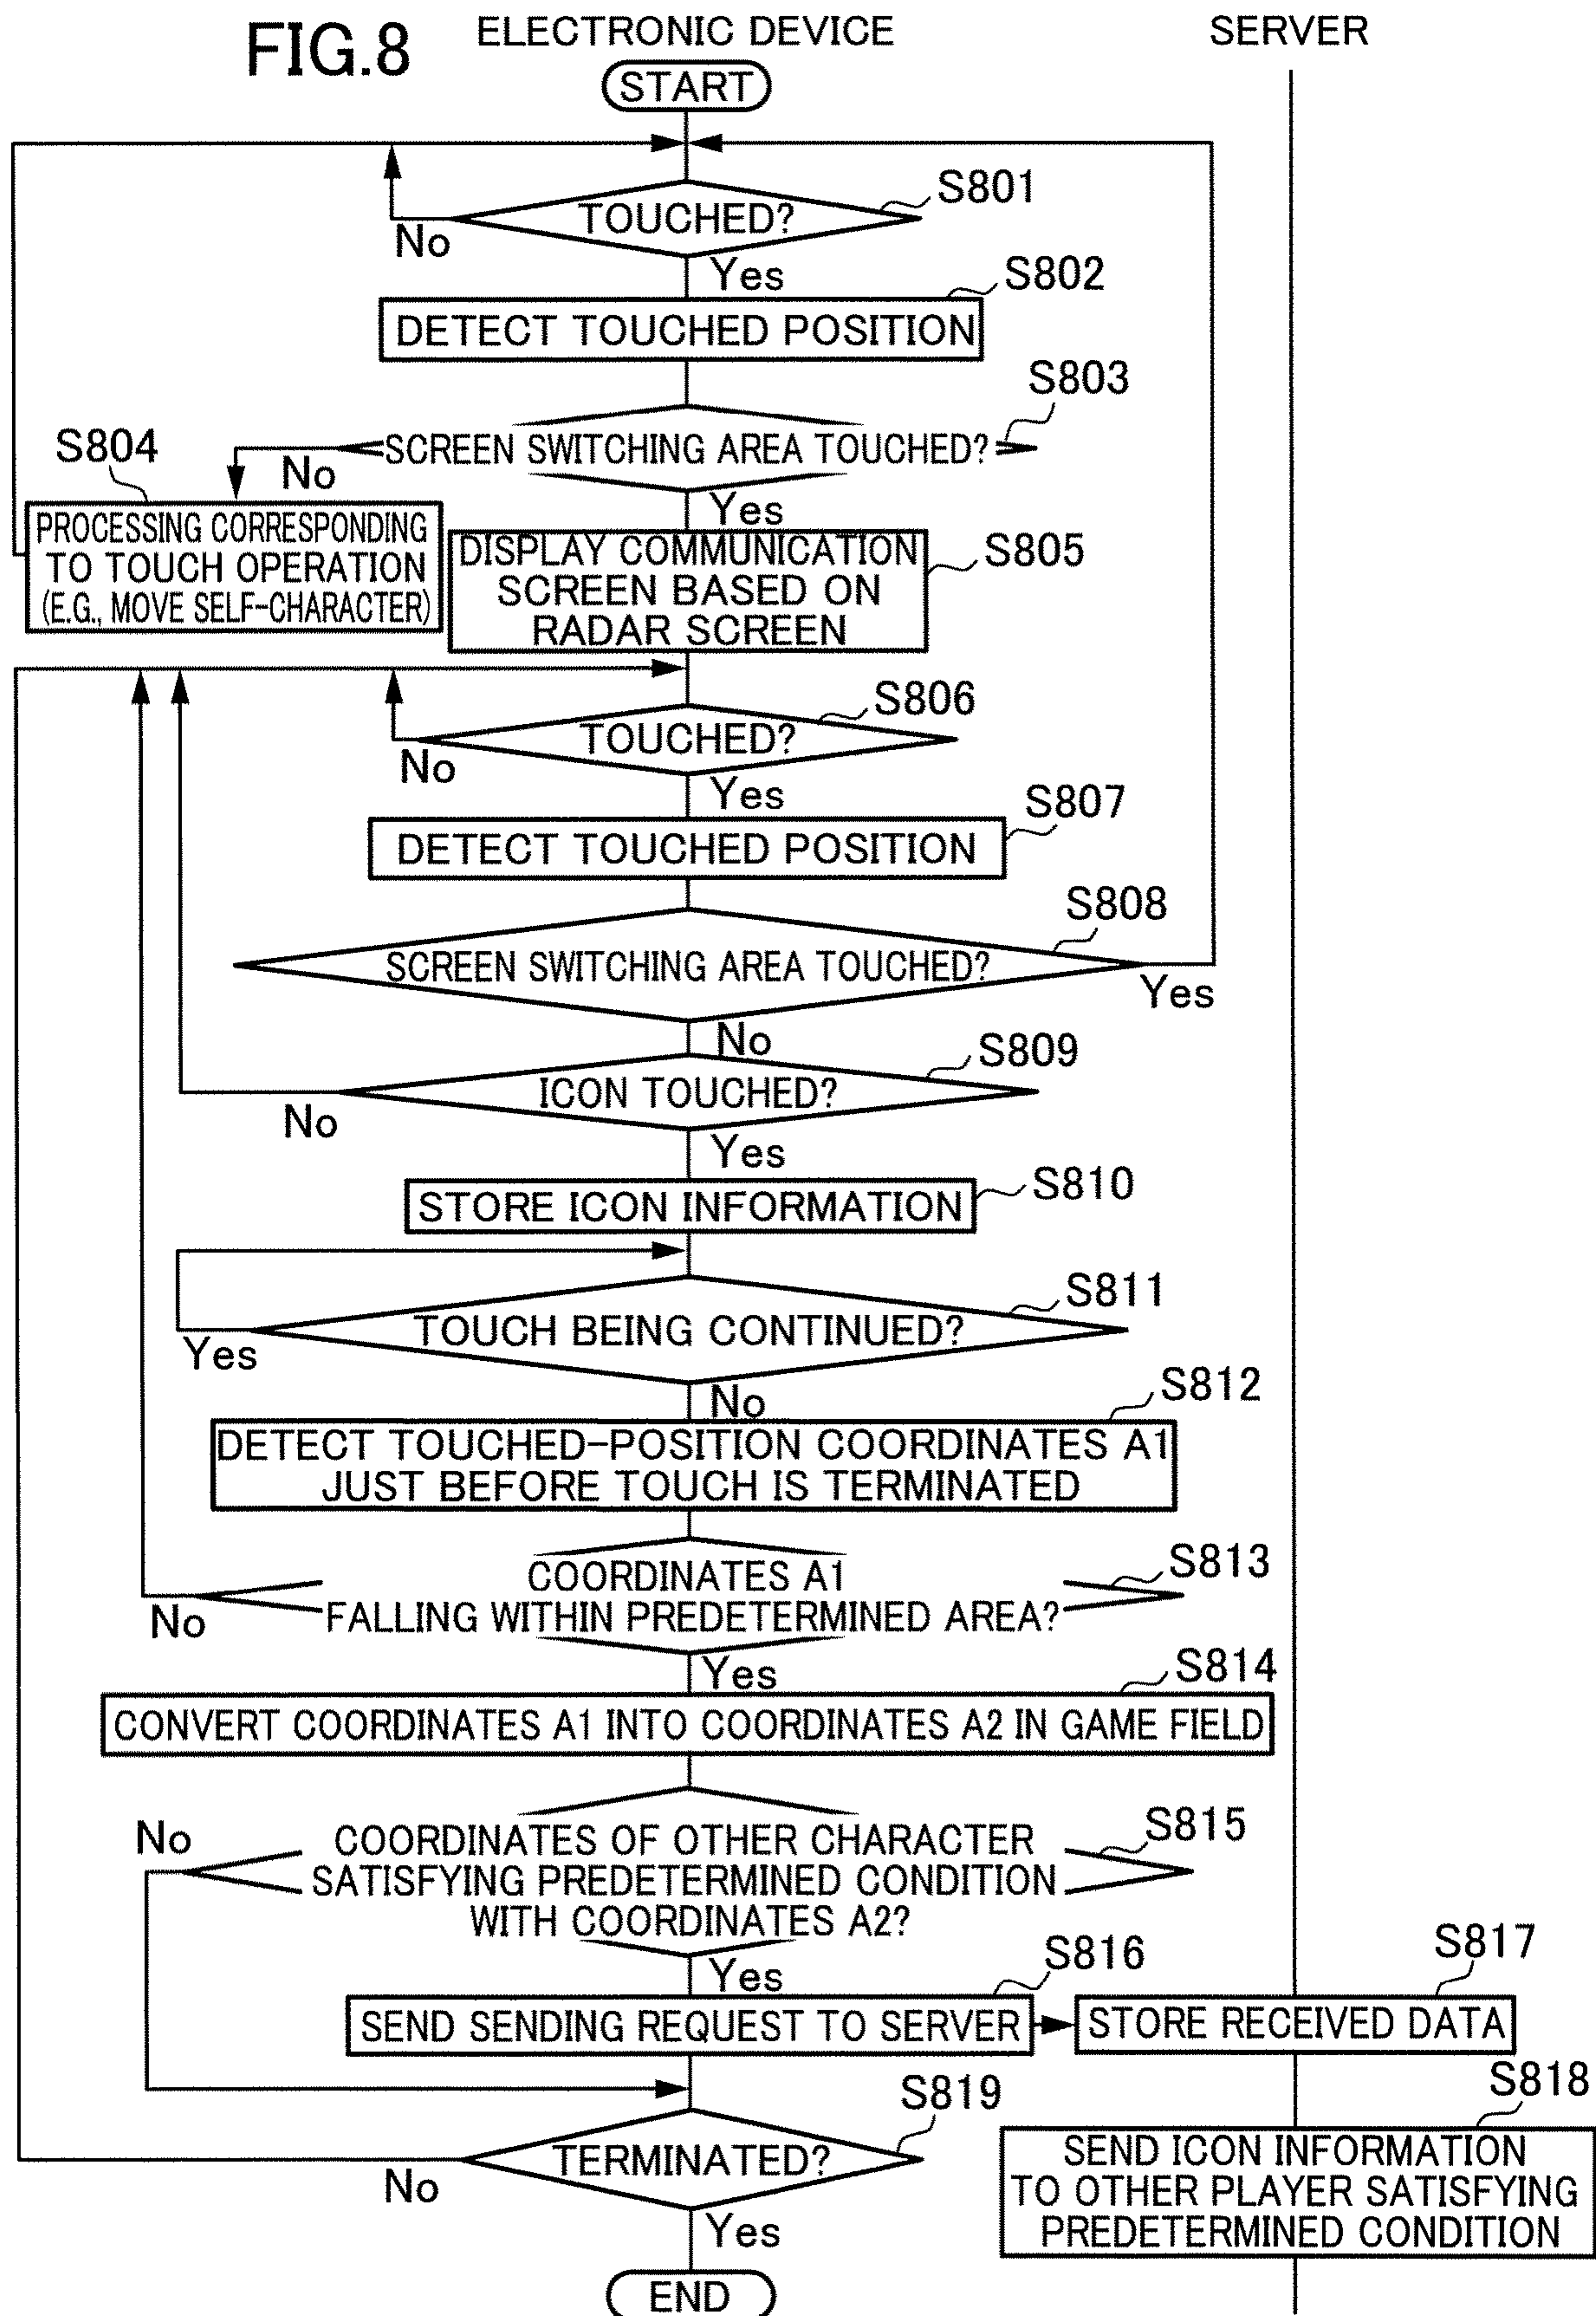 FIG.8
ELECTRONIC DEVICE
SERVER
START
S801
TOUCHED?
No
Yes
S802
DETECT TOUCHED POSITION
S803
SCREEN SWITCHING AREA TOUCHED?
No
Yes
S804
PROCESSING CORRESPONDING
TO TOUCH OPERATION
(E.G., MOVE SELF-CHARACTER)
S805
DISPLAY COMMUNICATION
SCREEN BASED ON
RADAR SCREEN
S806
TOUCHED?
No
Yes
S807
DETECT TOUCHED POSITION
S808
SCREEN SWITCHING AREA TOUCHED?
Yes
No
S809
ICON TOUCHED?
No
Yes
S810
STORE ICON INFORMATION
S811
TOUCH BEING CONTINUED?
Yes
No
S812
DETECT TOUCHED-POSITION COORDINATES A1
JUST BEFORE TOUCH IS TERMINATED
S813
COORDINATES A1
FALLING WITHIN PREDETERMINED AREA?
No
Yes
S814
CONVERT COORDINATES A1 INTO COORDINATES A2 IN GAME FIELD
S815
No
COORDINATES OF OTHER CHARACTER
SATISFYING PREDETERMINED CONDITION
WITH COORDINATES A2?
Yes
S816
SEND SENDING REQUEST TO SERVER
S817
STORE RECEIVED DATA
S818
SEND ICON INFORMATION
TO OTHER PLAYER SATISFYING
PREDETERMINED CONDITION
S819
TERMINATED?
No
Yes
END